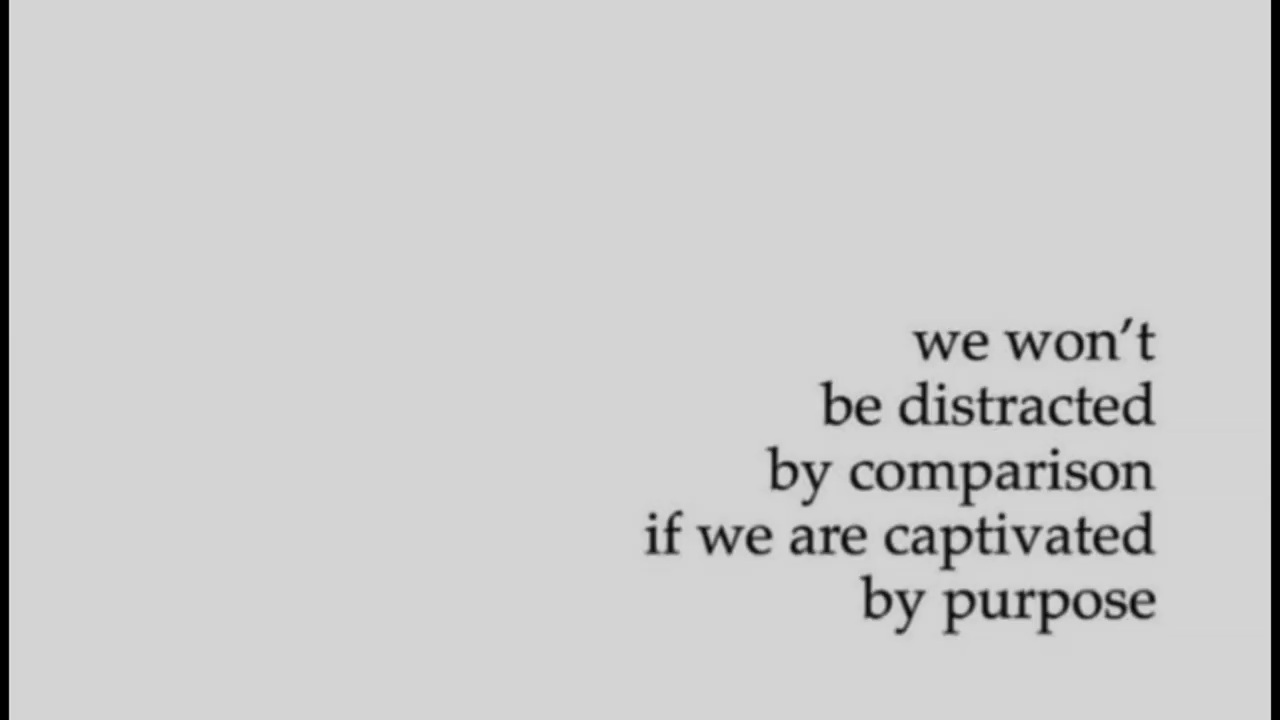 we won’t
be distracted
by comparison
if we are captivated
by purpose